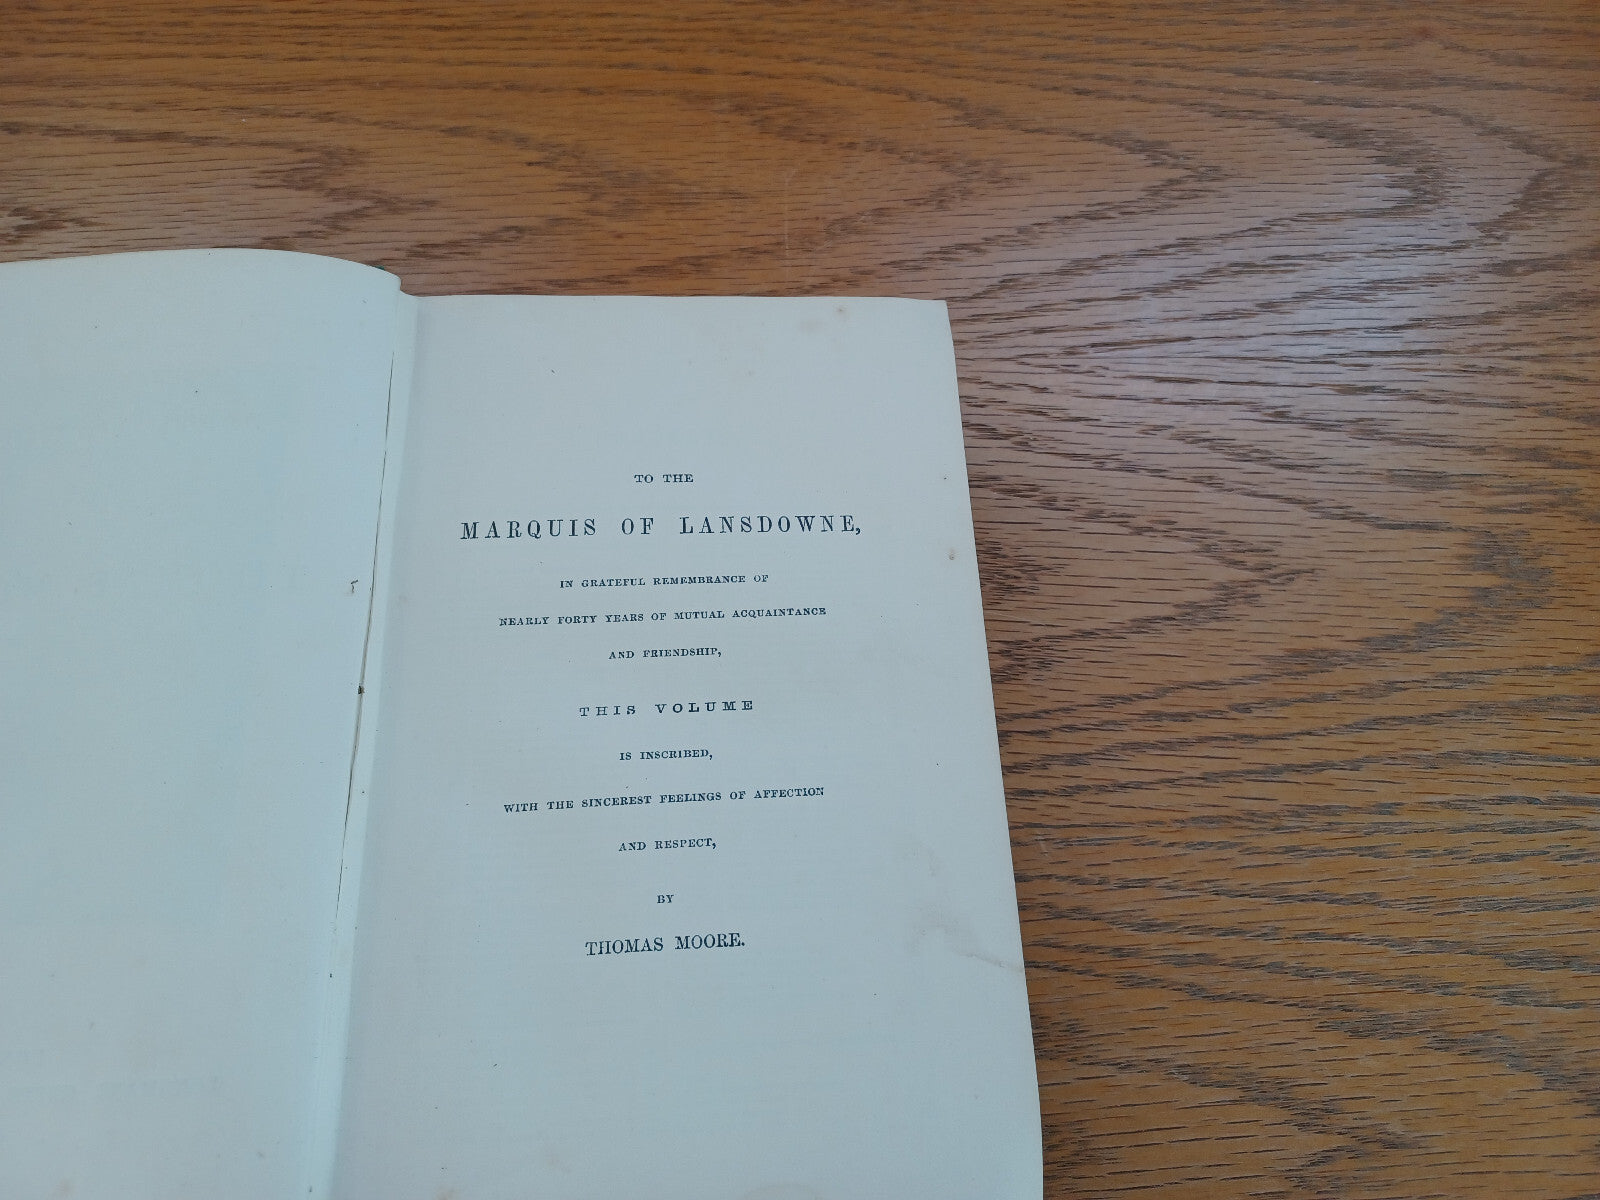 TO THE
MARQUIS OF LANSDOWNE,
IN GRATEFUL REMEMBRANCE OF
NEARLY FORTY YEARS OF MUTUAL ACQUAINTANCE
AND FRIENDSHIP,
THIS VOLUME
IS INSCRIBED,
WITH THE SINCEREST FEELINGS OF AFFECTION
AND RESPECT,
BY
THOMAS MOORE.